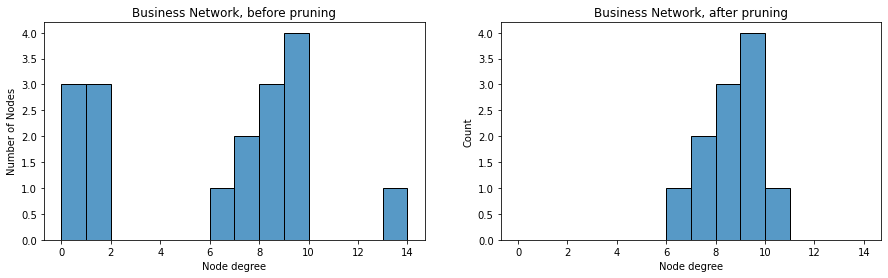 Business Network, before pruning
Number of Nodes
4.0
3.5
3.0
2.5
2.0
1.5
1.0
0.5
0.0
0 2 4 6 8 10 12 14
Node degree
Business Network, after pruning
Count
4.0
3.5
3.0
2.5
2.0
1.5
1.0
0.5
0.0
0 2 4 6 8 10 12 14
Node degree